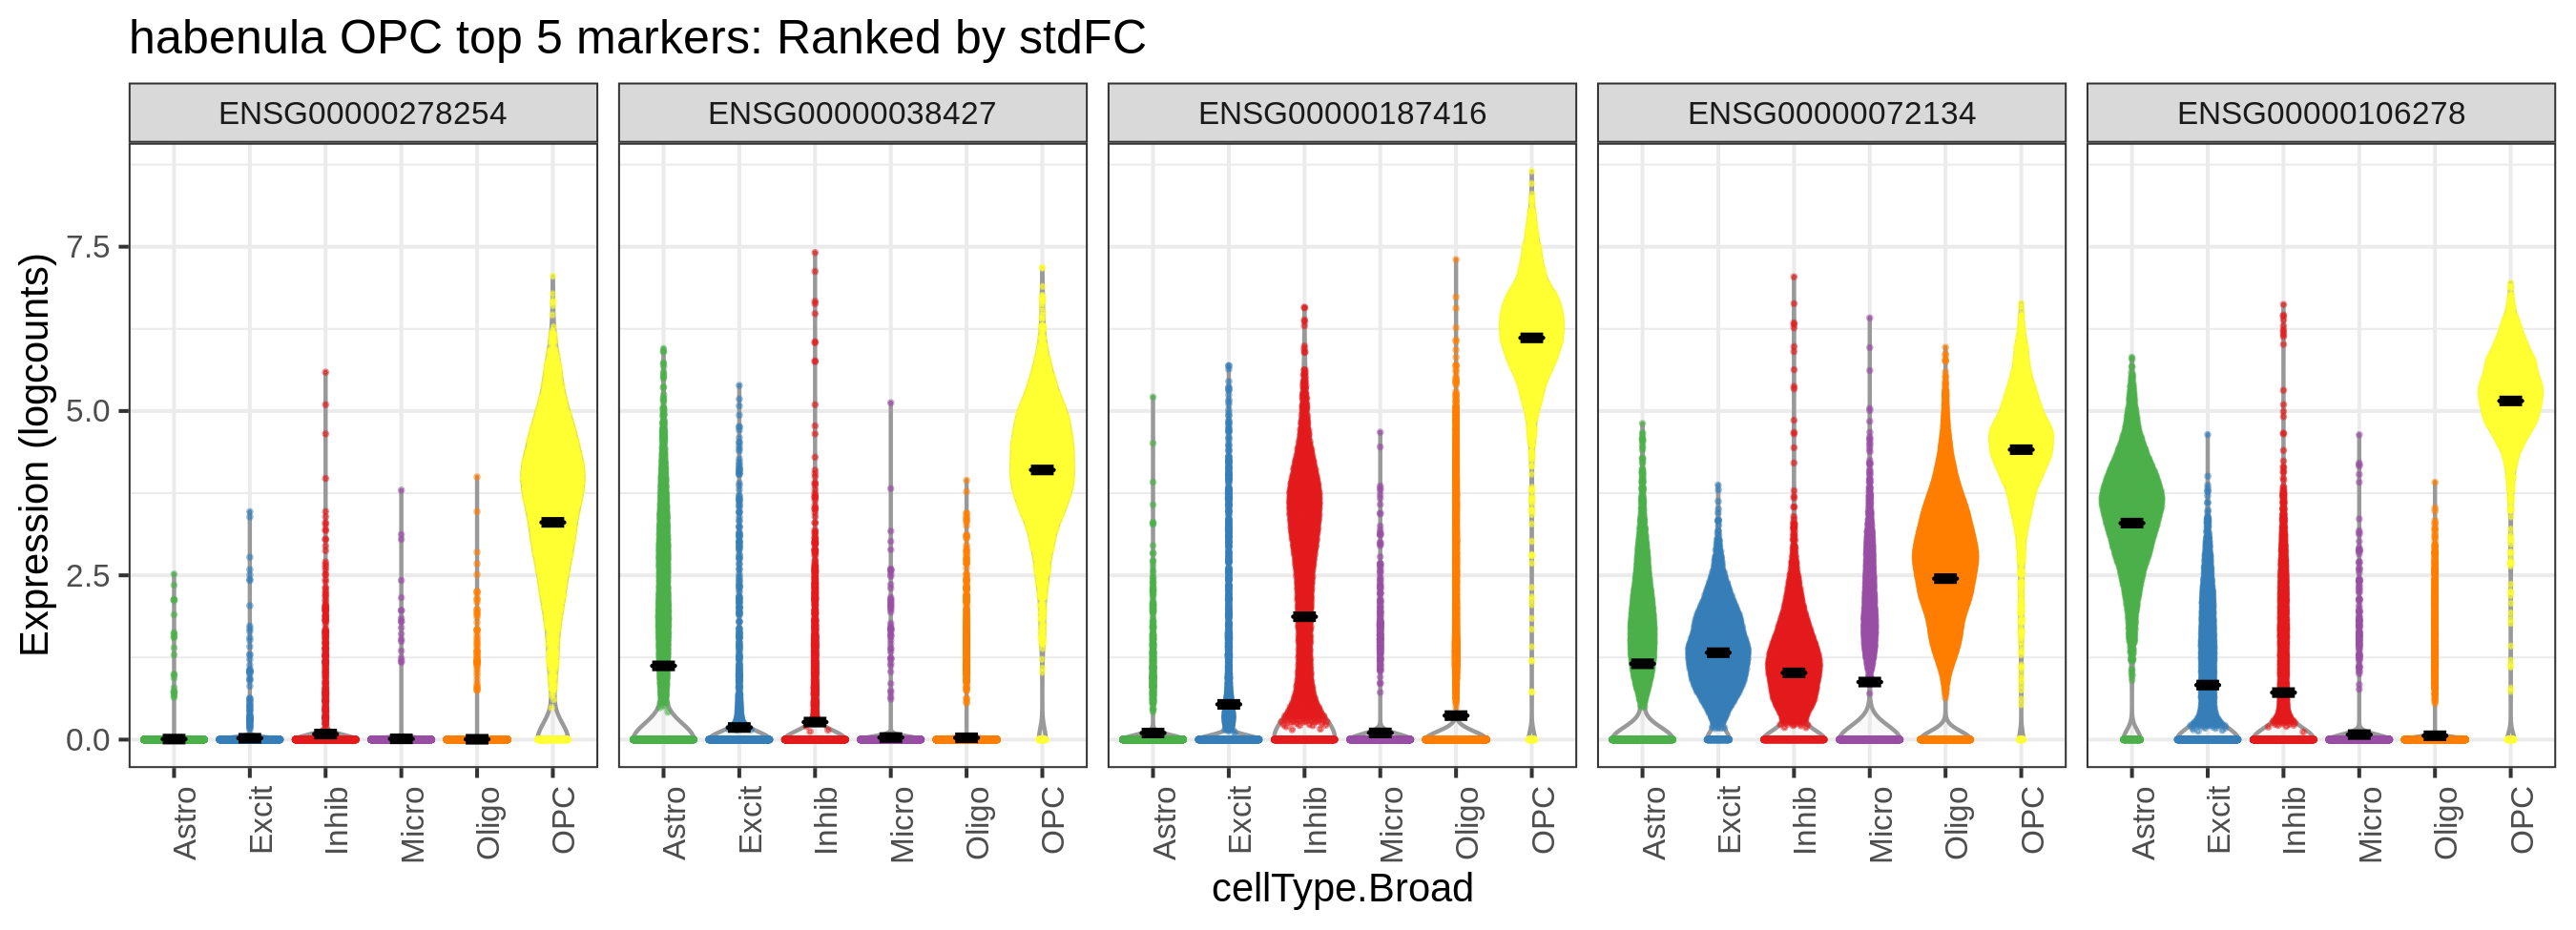 habenula OPC top 5 markers: Ranked by stdFC
ENSG00000278254 ENSG00000038427 ENSG00000187416 ENSG00000072134 ENSG00000106278
Expression (logcounts)
7.5
5.0
2.5
0.0
Astro Excit Inhib Micro Oligo OPC Astro Excit Inhib Micro Oligo OPC Astro Excit Inhib Micro Oligo OPC Astro Excit Inhib Micro Oligo OPC Astro Excit Inhib Micro Oligo OPC
cellType.Broad